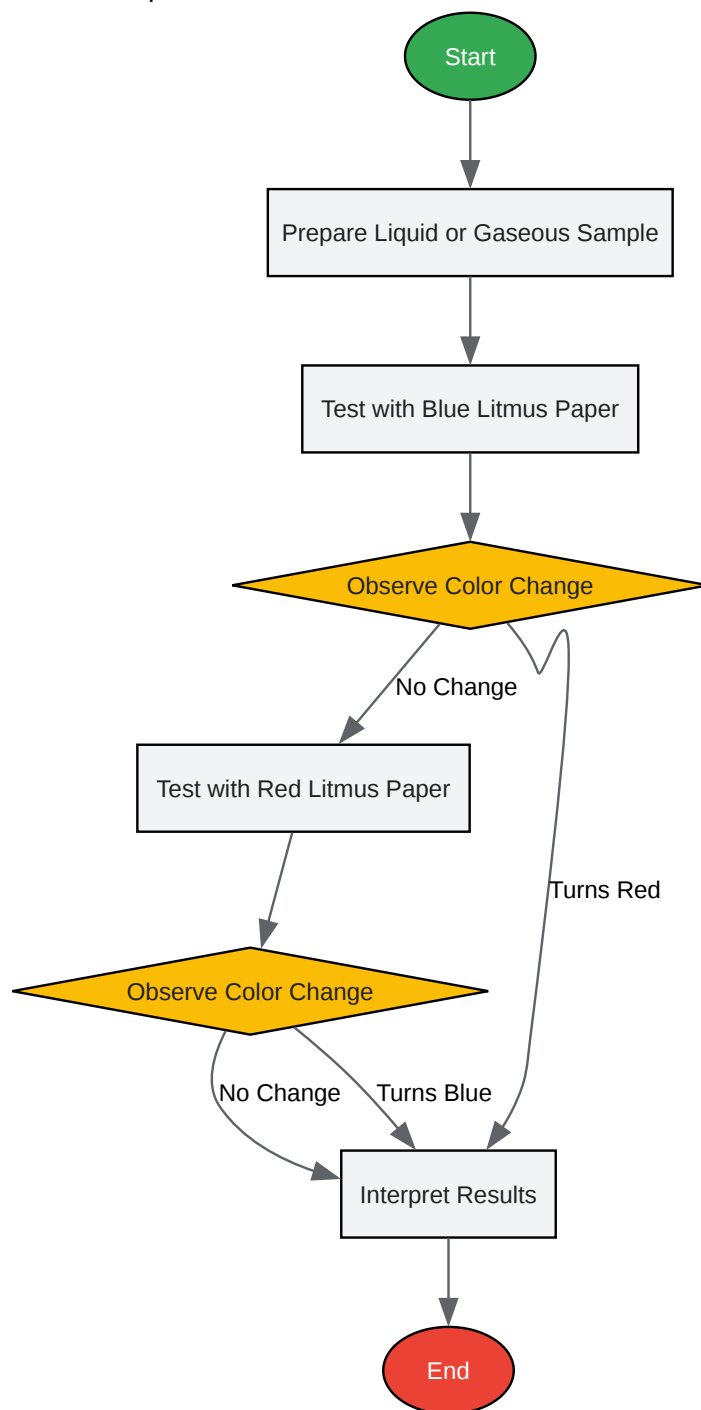 Start
Prepare Liquid or Gaseous Sample
Test with Blue Litmus Paper
Observe Color Change
No Change
Test with Red Litmus Paper
Turns Red
Observe Color Change
No Change
Turns Blue
Interpret Results
End